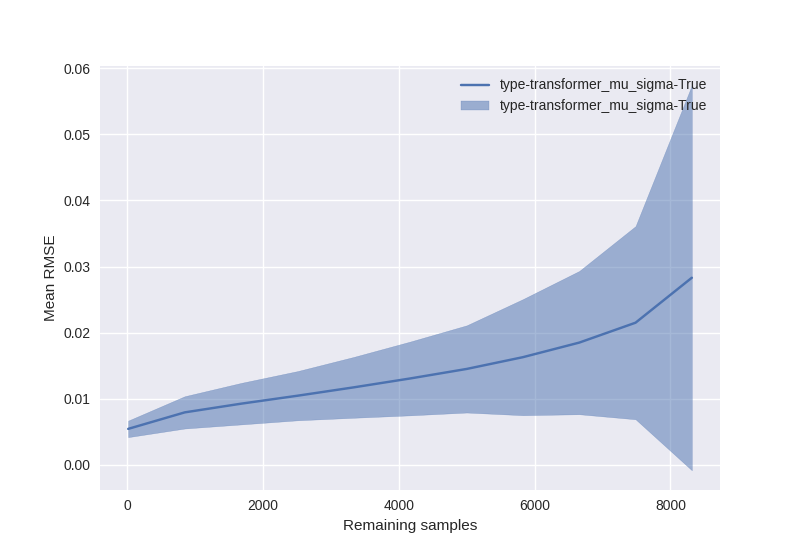 0.06
0.05
0.04
0.03
0.02
0.01
0.00
Mean RMSE
type-transformer_mu_sigma-True
type-transformer_mu_sigma-True
0 2000 4000 6000 8000
Remaining samples